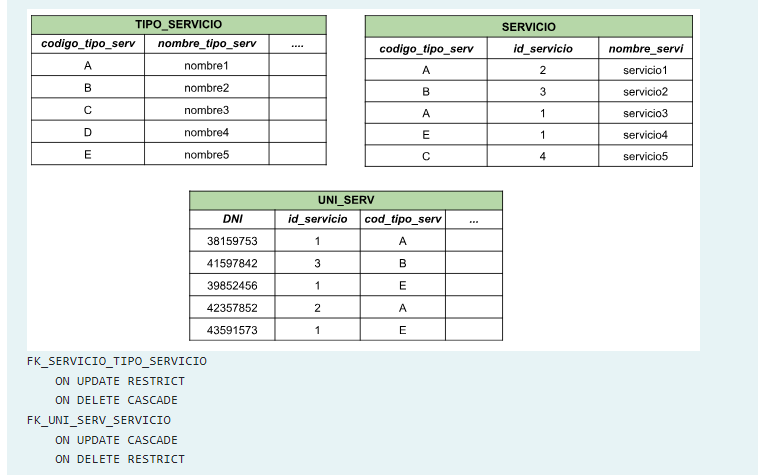 TIPO_SERVICIO
codigo_tipo_serv nombre_tipo_serv ....
A nombre1
B nombre2
C nombre3
D nombre4
E nombre5
SERVICIO
codigo_tipo_serv id_servicio nombre_servi
A 2 servicio1
B 3 servicio2
A 1 servicio3
E 1 servicio4
C 4 servicio5
UNI_SERV
DNI id_servicio cod_tipo_serv ...
38159753 1 A
41597842 3 B
39852456 1 E
42357852 2 A
43591573 1 E
FK_SERVICIO_TIPO_SERVICIO
ON UPDATE RESTRICT
ON DELETE CASCADE
FK_UNI_SERV_SERVICIO
ON UPDATE CASCADE
ON DELETE RESTRICT